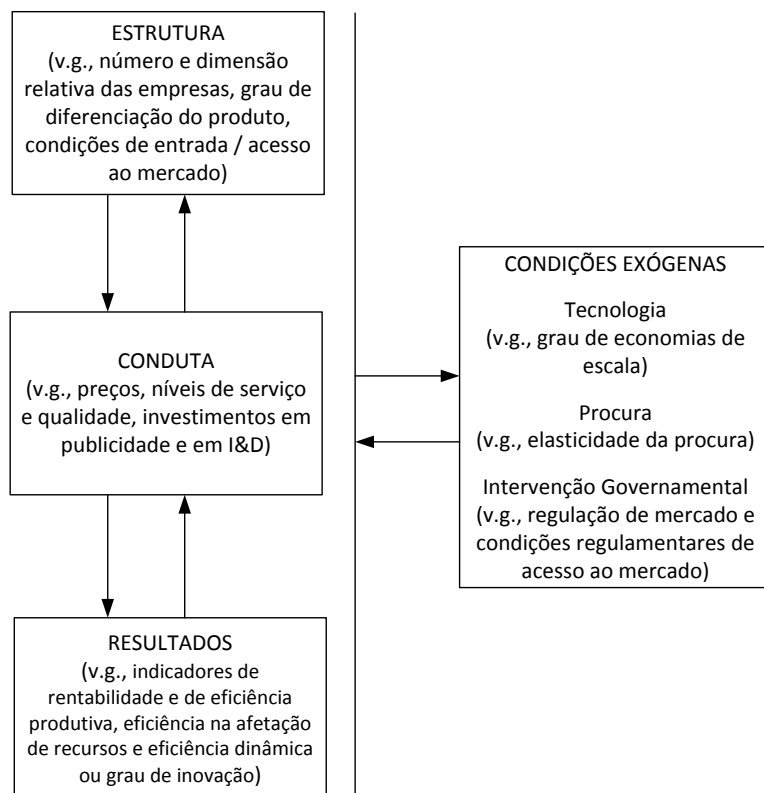 ESTRUTURA
(v.g., número e dimensão
relativa das empresas, grau de
diferenciação do produto,
condições de entrada / acesso
ao mercado)
CONDUTA
(v.g., preços, níveis de serviço
e qualidade, investimentos em
publicidade e em I&D)
RESULTADOS
(v.g., indicadores de
rentabilidade e de eficiência
produtiva, eficiência na afetação
de recursos e eficiência dinâmica
ou grau de inovação)
CONDIÇÕES EXÓGENAS
Tecnologia
(v.g., grau de economias de
escala)
Procura
(v.g., elasticidade da procura)
Intervenção Governamental
(v.g., regulação de mercado e
condições regulamentares de
acesso ao mercado)